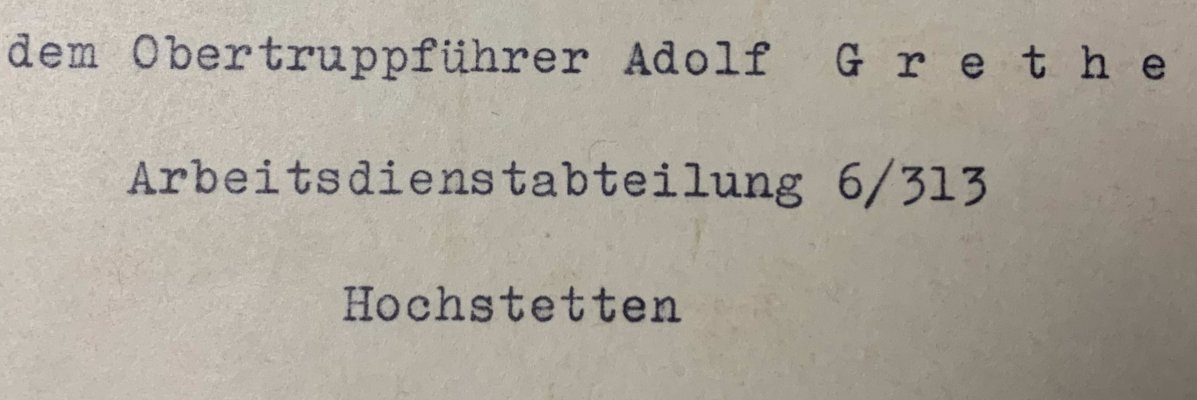 dem Obertruppführer Adolf G r e t h e
Arbeitsdienstabteilung 6/313
Hochstetten